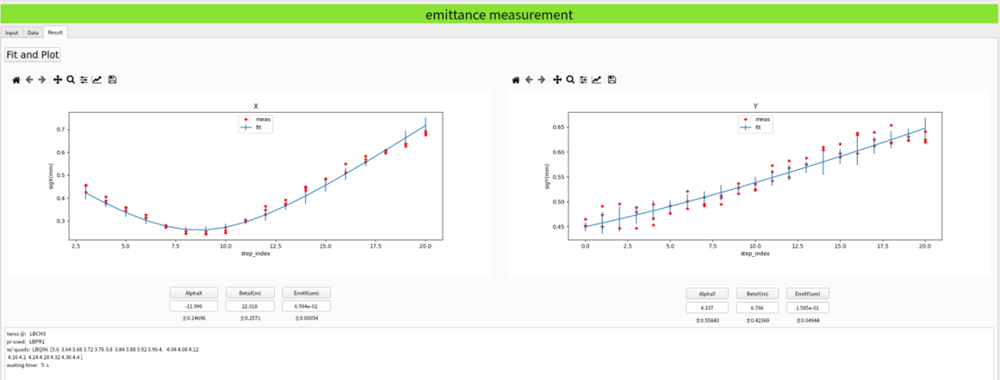 emittance measurement
Input Data Result
Fit and Plot
X
meas
fit
sigX(mm)
0.7
0.6
0.5
0.4
0.3
2.5 5.0 7.5 10.0 12.5 15.0 17.5 20.0
step_index
Y
meas
fit
sigY(mm)
0.65
0.60
0.55
0.50
0.45
0.0 2.5 5.0 7.5 10.0 12.5 15.0 17.5 20.0
step_index
AlphaX BetaX(m) EmitX(um)
-11.996 22.018 6.594e-02
±0.14696 ±0.2571 ±0.00054
AlphaY BetaY(m) EmitY(um)
4.337 6.766 1.585e-01
±0.55843 ±0.42369 ±0.04944
twiss @: LBCH3
pr used: LBPR1
w/ quads: LBQ06 [3.6 3.64 3.68 3.72 3.76 3.8 3.84 3.88 3.92 3.96 4. 4.04 4.08 4.12
4.16 4.2 4.24 4.28 4.32 4.36 4.4 ]
waiting time: 5 s